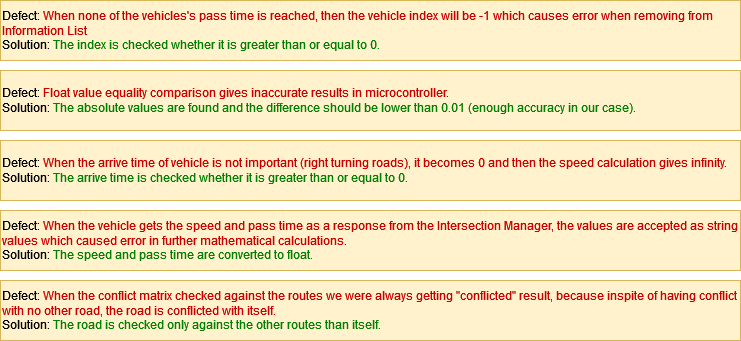 Defect: When none of the vehicles's pass time is reached, then the vehicle index will be -1 which causes error when removing from
Information List
Solution: The index is checked whether it is greater than or equal to 0.
Defect: Float value equality comparison gives inaccurate results in microcontroller.
Solution: The absolute values are found and the difference should be lower than 0.01 (enough accuracy in our case).
Defect: When the arrive time of vehicle is not important (right turning roads), it becomes 0 and then the speed calculation gives infinity.
Solution: The arrive time is checked whether it is greater than or equal to 0.
Defect: When the vehicle gets the speed and pass time as a response from the Intersection Manager, the values are accepted as string
values which caused error in further mathematical calculations.
Solution: The speed and pass time are converted to float.
Defect: When the conflict matrix checked against the routes we were always getting "conflicted" result, because inspite of having conflict
with no other road, the road is conflicted with itself.
Solution: The road is checked only against the other routes than itself.